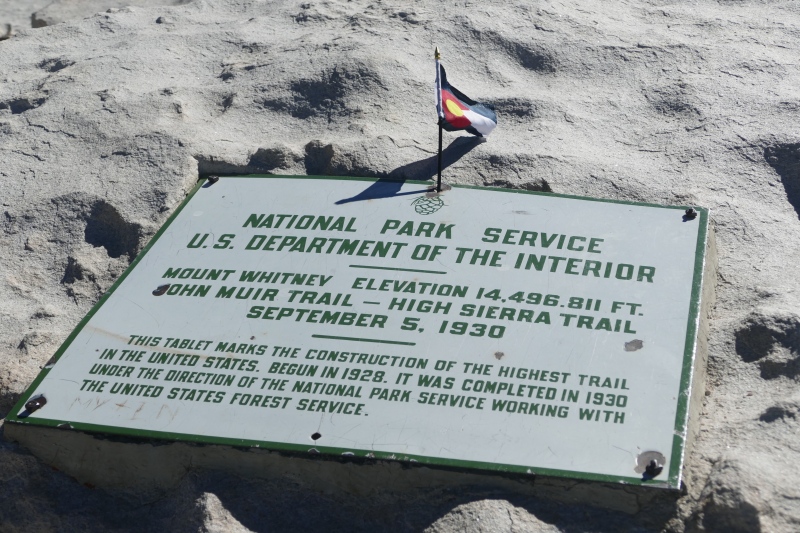 NATIONAL PARK SERVICE
U.S. DEPARTMENT OF THE INTERIOR
MOUNT WHITNEY ELEVATION 14,496.811 FT.
JOHN MUIR TRAIL — HIGH SIERRA TRAIL
SEPTEMBER 5, 1930
THIS TABLET MARKS THE CONSTRUCTION OF THE HIGHEST TRAIL
IN THE UNITED STATES. BEGUN IN 1928. IT WAS COMPLETED IN 1930
UNDER THE DIRECTION OF THE NATIONAL PARK SERVICE WORKING WITH
THE UNITED STATES FOREST SERVICE.